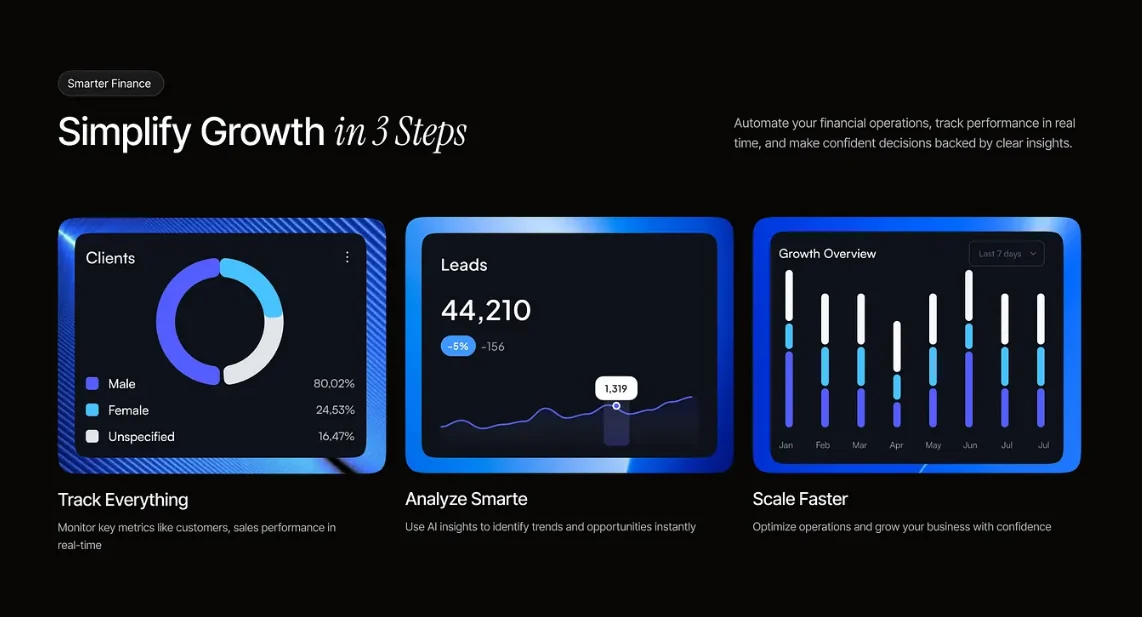 Smarter Finance
Simplify Growth in 3 Steps
Automate your financial operations, track performance in real
time, and make confident decisions backed by clear insights.
Clients
Male 80,02%
Female 24,53%
Unspecified 16,47%
Track Everything
Monitor key metrics like customers, sales performance in
real-time
Leads
44,210
-5% -156
1,319
Analyze Smarte
Use AI insights to identify trends and opportunities instantly
Growth Overview
Last 7 days
Jan Feb Mar Apr May Jun Jul Jul
Scale Faster
Optimize operations and grow your business with confidence